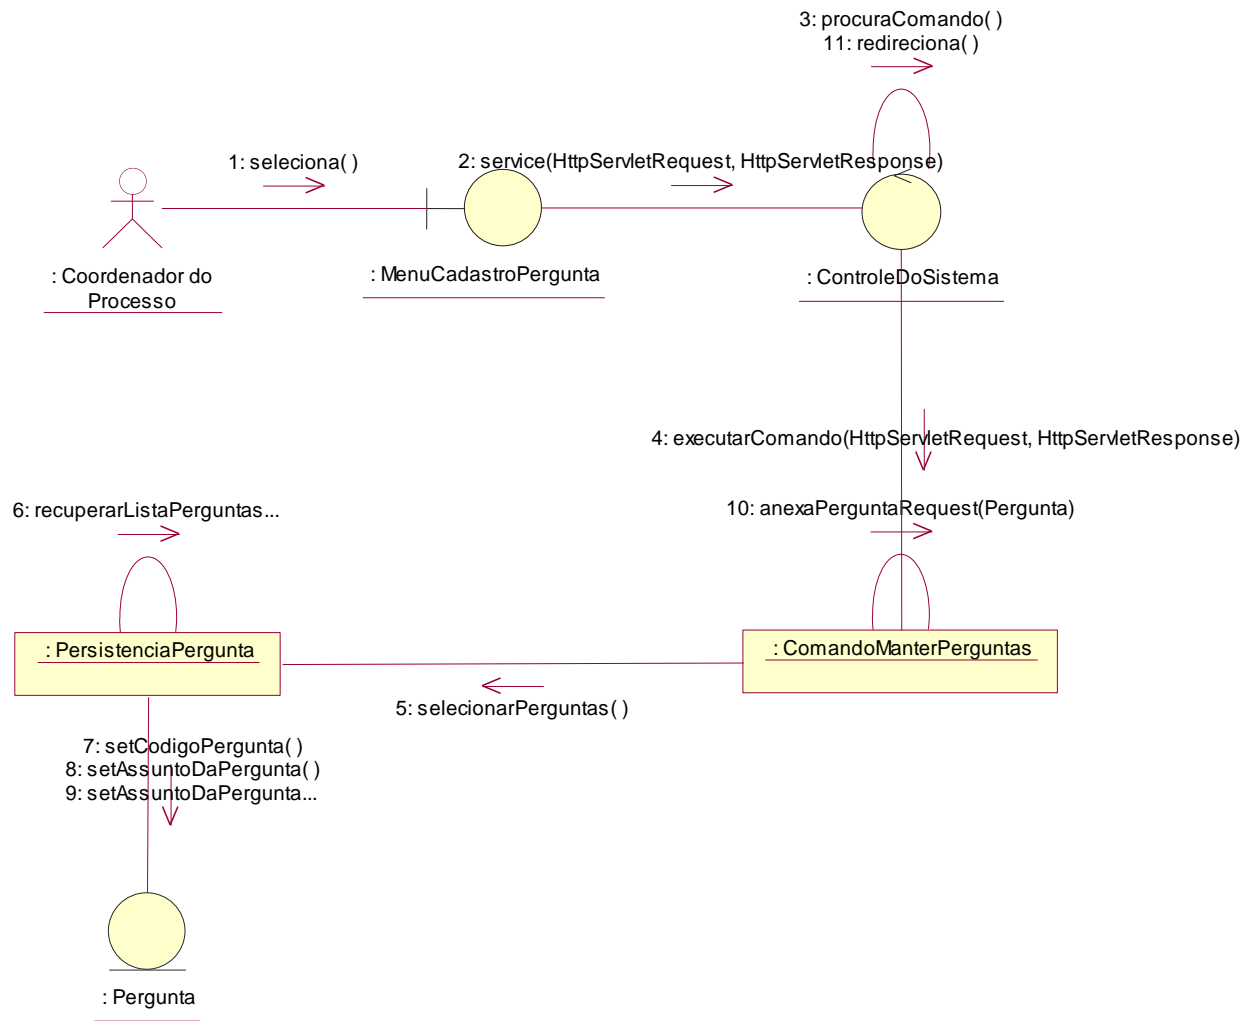 3: procuraComando( )
11: redireciona( )
1: seleciona( )
2: service(HttpServletRequest, HttpServletResponse)
: Coordenador do
Processo
: MenuCadastroPergunta
: ControleDoSistema
4: executarComando(HttpServletRequest, HttpServletResponse)
6: recuperarListaPerguntas...
10: anexaPerguntaRequest(Pergunta)
: PersistenciaPergunta
: ComandoManterPerguntas
5: selecionarPerguntas( )
7: setCodigoPergunta( )
8: setAssuntoDaPergunta( )
9: setAssuntoDaPergunta...
: Pergunta